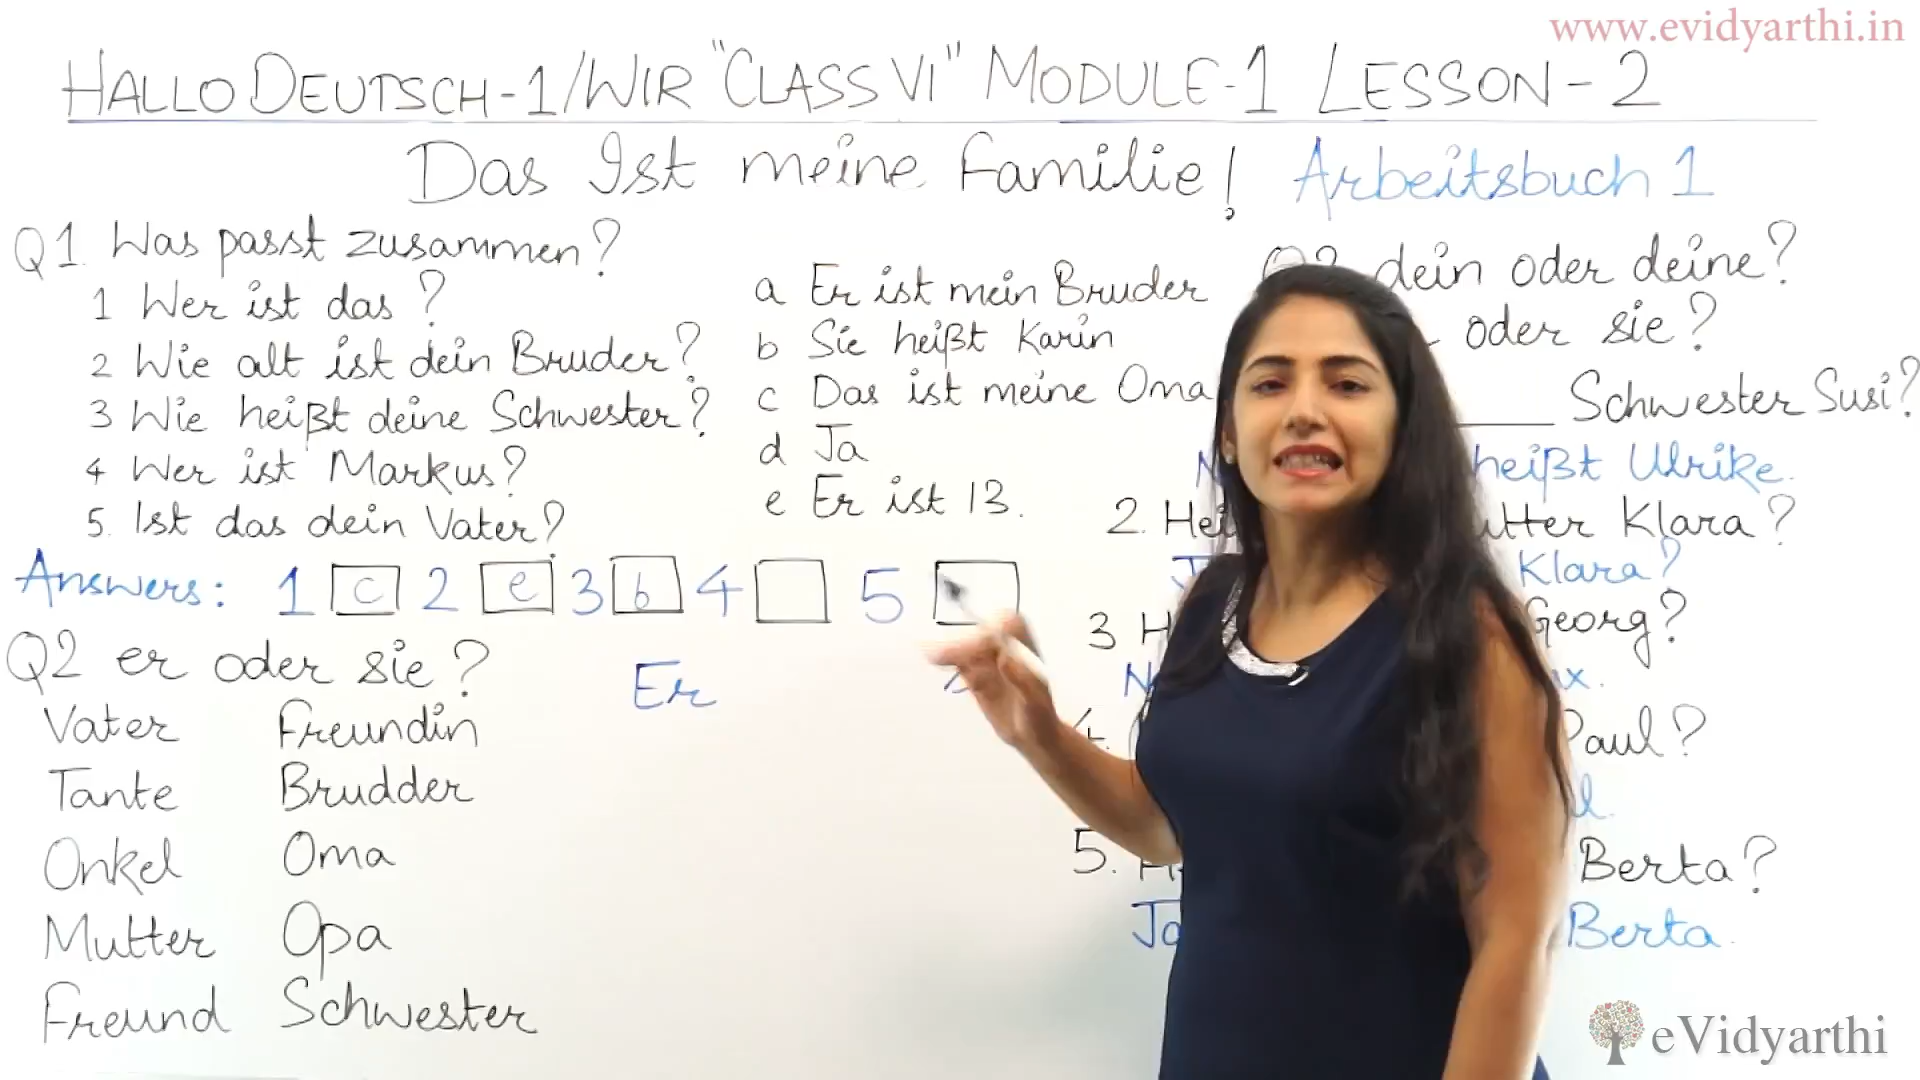 www.evidyarthi.in
HALLO DEUTSCH-1/WIR "CLASS VI" MODULE-1 LESSON-2
Das Ist meine Familie! Arbeitsbuch 1
Q1. Was passt zusammen?
1 Wer ist das?
2 Wie alt ist dein Bruder?
3 Wie heißt deine Schwester?
4 Wer ist Markus?
5. Ist das dein Vater?
a Er ist mein Bruder
b Sie heißt Karin
c Das ist meine Oma
d Ja
e Er ist 13.
Answers: 1 c 2 e 3 b 4 5
Q2 er oder sie?
Er
Vater Freundin
Tante Brudder
Onkel Oma
Mutter Opa
Freund Schwester
dein oder deine?
oder sie?
Schwester Susi?
heißt Ulrike.
2. Klara?
Klara?
3 Georg?
4. Paul?
5. Berta?
Ja Berta.
eVidyarthi